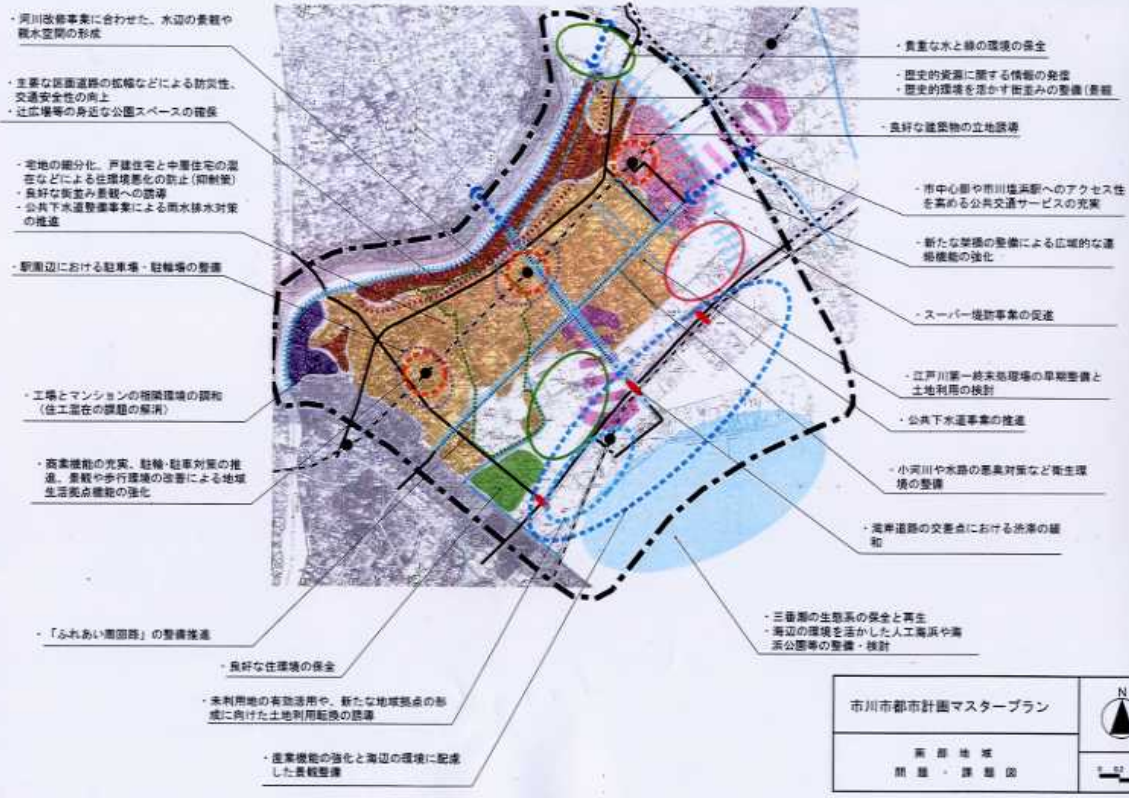 ・河川改修事業に合わせた、水辺の景観や
親水空間の形成
・主要な区画道路の拡幅などによる防災性、
交通安全性の向上
・辻広場等の身近な公園スペースの確保
・宅地の細分化、戸建住宅と中層住宅の混
在などによる住環境悪化の防止(抑制策)
・良好な街並み景観への誘導
・公共下水道整備事業による雨水排水対策
の推進
・駅周辺における駐車場・駐輪場の整備
・工場とマンションの相隣環境の調和
(住工混在の課題の解消)
・商業機能の充実、駐輪・駐車対策の推
進、景観や歩行環境の改善による地域
生活拠点機能の強化
・「ふれあい周回路」の整備推進
・良好な住環境の保全
・未利用地の有効活用や、新たな地域拠点の形
成に向けた土地利用転換の誘導
・産業機能の強化と海辺の環境に配慮
した景観整備
・貴重な水と緑の環境の保全
・歴史的資源に関する情報の発信
・歴史的環境を活かす街並みの整備(景観
・良好な建築物の立地誘導
・市中心部や市川塩浜駅へのアクセス性
を高める公共交通サービスの充実
・新たな架橋の整備による広域的な連
絡機能の強化
・スーパー堤防事業の促進
・江戸川第一終末処理場の早期整備と
土地利用の検討
・公共下水道事業の推進
・小河川や水路の悪臭対策など衛生環
境の整備
・湾岸道路の交差点における渋滞の緩
和
・三番瀬の生態系の保全と再生
・海辺の環境を活かした人工海浜や海
浜公園等の整備・検討
市川市都市計画マスタープラン
南部地域
問題・課題図
N